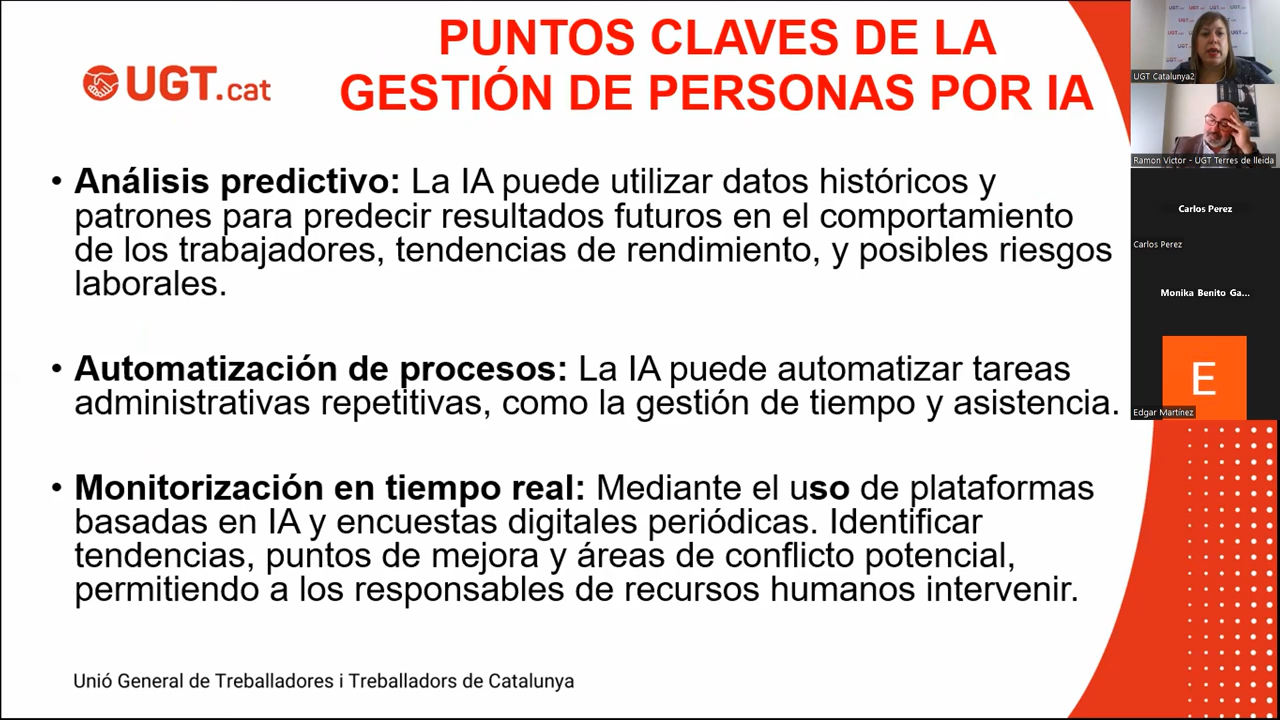 PUNTOS CLAVES DE LA
GESTIÓN DE PERSONAS POR IA
UGT.cat
• Análisis predictivo: La IA puede utilizar datos históricos y
patrones para predecir resultados futuros en el comportamiento
de los trabajadores, tendencias de rendimiento, y posibles riesgos
laborales.
• Automatización de procesos: La IA puede automatizar tareas
administrativas repetitivas, como la gestión de tiempo y asistencia.
• Monitorización en tiempo real: Mediante el uso de plataformas
basadas en IA y encuestas digitales periódicas. Identificar
tendencias, puntos de mejora y áreas de conflicto potencial,
permitiendo a los responsables de recursos humanos intervenir.
Unió General de Treballadores i Treballadors de Catalunya
UGT Catalunya2
Ramon Victor - UGT Terres de lleida
Carlos Perez
Carlos Perez
Monika Benito Ga...
E
Edgar Martínez